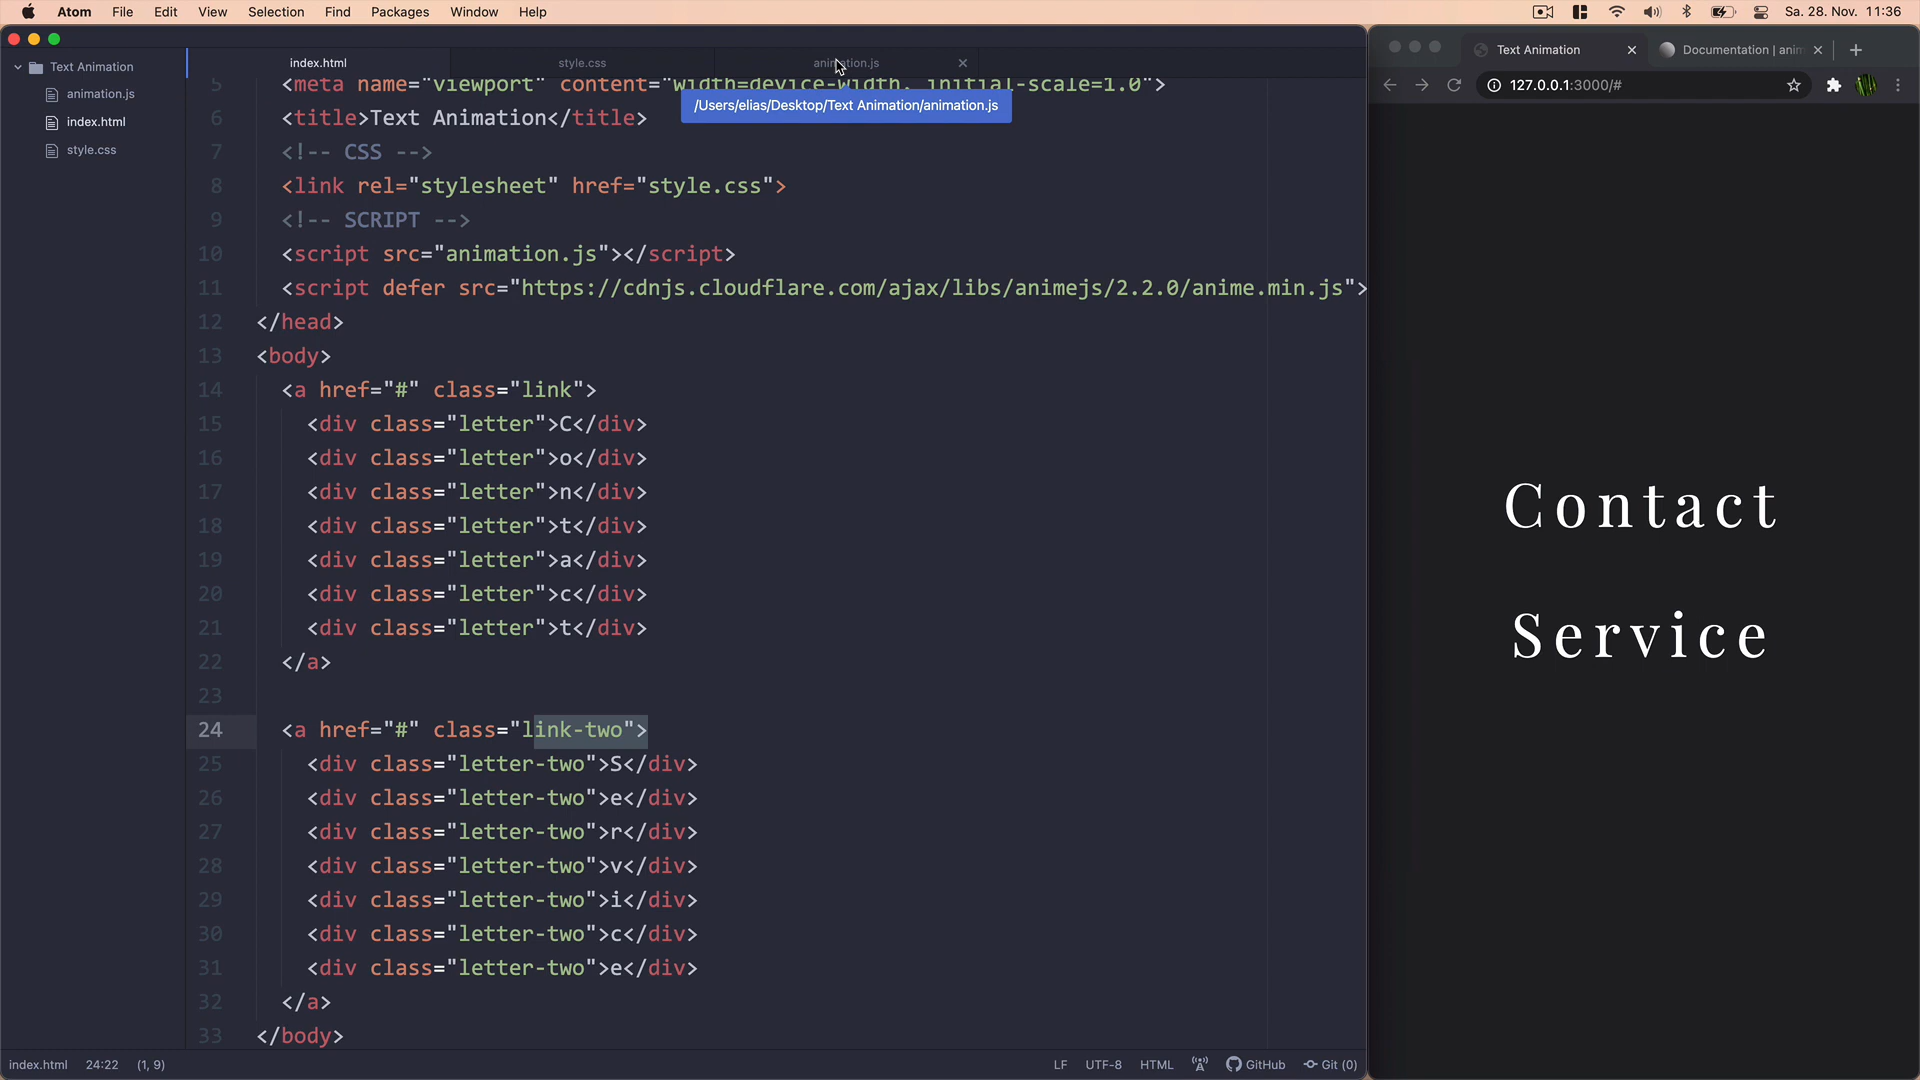 Atom File Edit View Selection Find Packages Window Help Sa. 28. Nov. 11:36
Text Animation
animation.js
index.html
style.css
index.html style.css animation.js
/Users/elias/Desktop/Text Animation/animation.js
5 <meta name="viewport" content="width=device-width, initial-scale=1.0">
6 <title>Text Animation</title>
7 <!-- CSS -->
8 <link rel="stylesheet" href="style.css">
9 <!-- SCRIPT -->
10 <script src="animation.js"></script>
11 <script defer src="https://cdnjs.cloudflare.com/ajax/libs/animejs/2.2.0/anime.min.js">
12 </head>
13 <body>
14 <a href="#" class="link">
15 <div class="letter">C</div>
16 <div class="letter">o</div>
17 <div class="letter">n</div>
18 <div class="letter">t</div>
19 <div class="letter">a</div>
20 <div class="letter">c</div>
21 <div class="letter">t</div>
22 </a>
23
24 <a href="#" class="link-two">
25 <div class="letter-two">S</div>
26 <div class="letter-two">e</div>
27 <div class="letter-two">r</div>
28 <div class="letter-two">v</div>
29 <div class="letter-two">i</div>
30 <div class="letter-two">c</div>
31 <div class="letter-two">e</div>
32 </a>
33 </body>
index.html 24:22 (1, 9) LF UTF-8 HTML GitHub Git (0)
Text Animation Documentation | anim
127.0.0.1:3000/#
Contact
Service